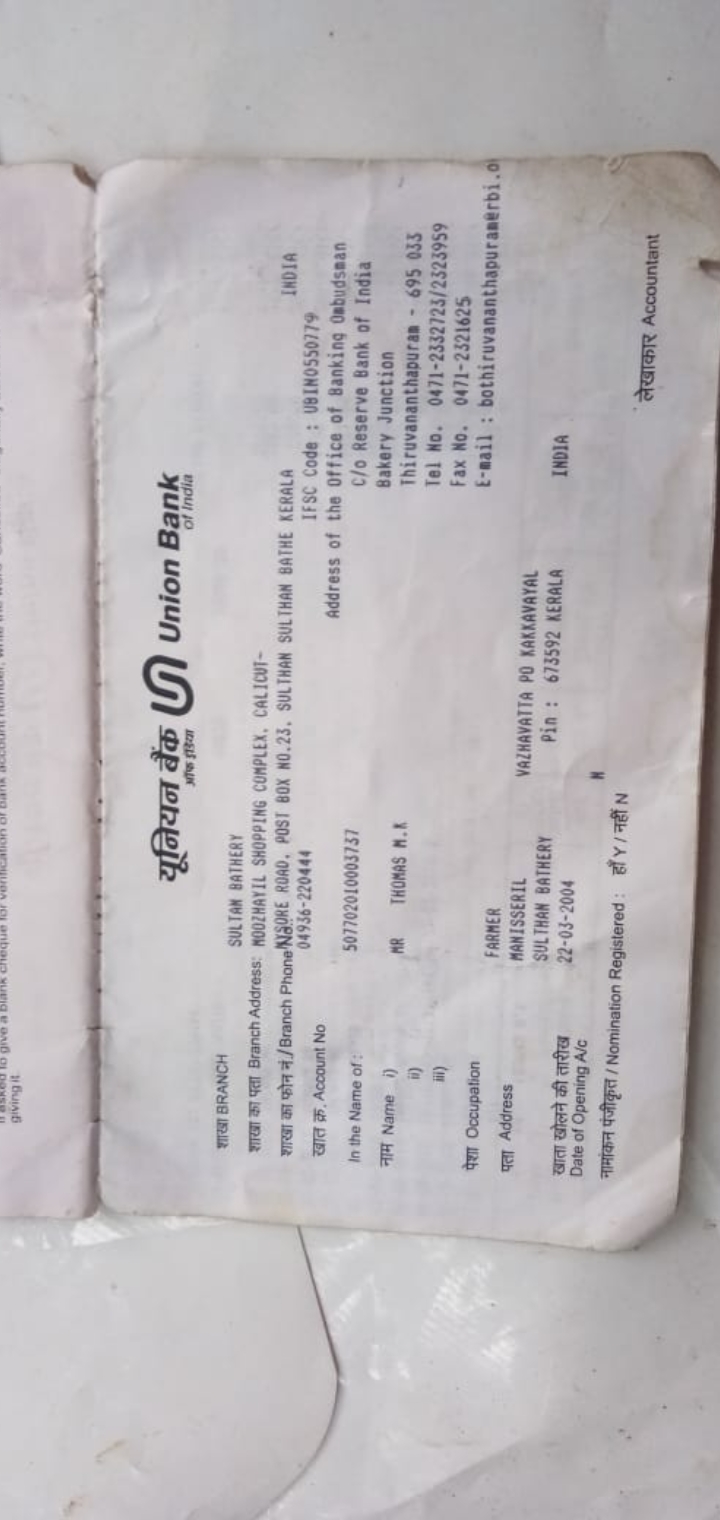 if asked to give a blank cheque for verification of bank account number, write the word
giving it.
यूनियन बैंक Union Bank
ऑफ इंडिया of India
शाखा BRANCH SULTAN BATHERY
शाखा का पता Branch Address: MOOZHAYIL SHOPPING COMPLEX, CALICUT-
MYSORE ROAD, POST BOX NO.23, SULTHAN SULTHAN BATHE KERALA INDIA
शाखा का फोन नं./Branch Phone No. 04936-220444 IFSC Code : UBIN0550779
खात क्र. Account No 507702010003737
Address of the Office of Banking Ombudsman
In the Name of :
C/o Reserve Bank of India
नाम Name i) MR THOMAS M.K Bakery Junction
ii) Thiruvananthapuram - 695 033
iii) Tel No. 0471-2332723/2323959
Fax No. 0471-2321625
पेशा Occupation FARMER E-mail : bothiruvananthapuram@rbi.o
पता Address MANISSERIL VAZHAVATTA PO KAKKAVAYAL
SULTHAN BATHERY Pin : 673592 KERALA INDIA
खाता खोलने की तारीख 22-03-2004
Date of Opening A/c
नामांकन पंजीकृत / Nomination Registered : हाँ Y / नहीं N N
लेखाकार Accountant